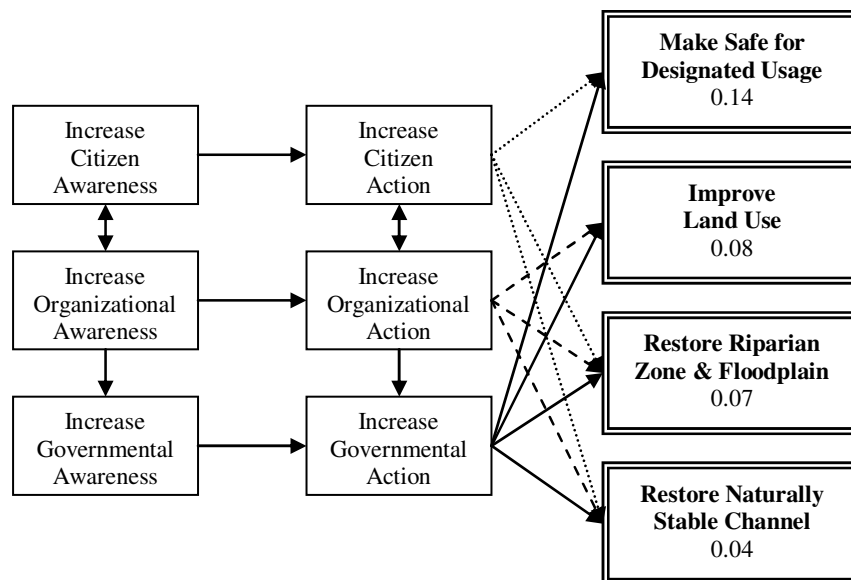 Increase
Citizen
Awareness
Increase
Organizational
Awareness
Increase
Governmental
Awareness
Increase
Citizen
Action
Increase
Organizational
Action
Increase
Governmental
Action
Make Safe for
Designated Usage
0.14
Improve
Land Use
0.08
Restore Riparian
Zone & Floodplain
0.07
Restore Naturally
Stable Channel
0.04